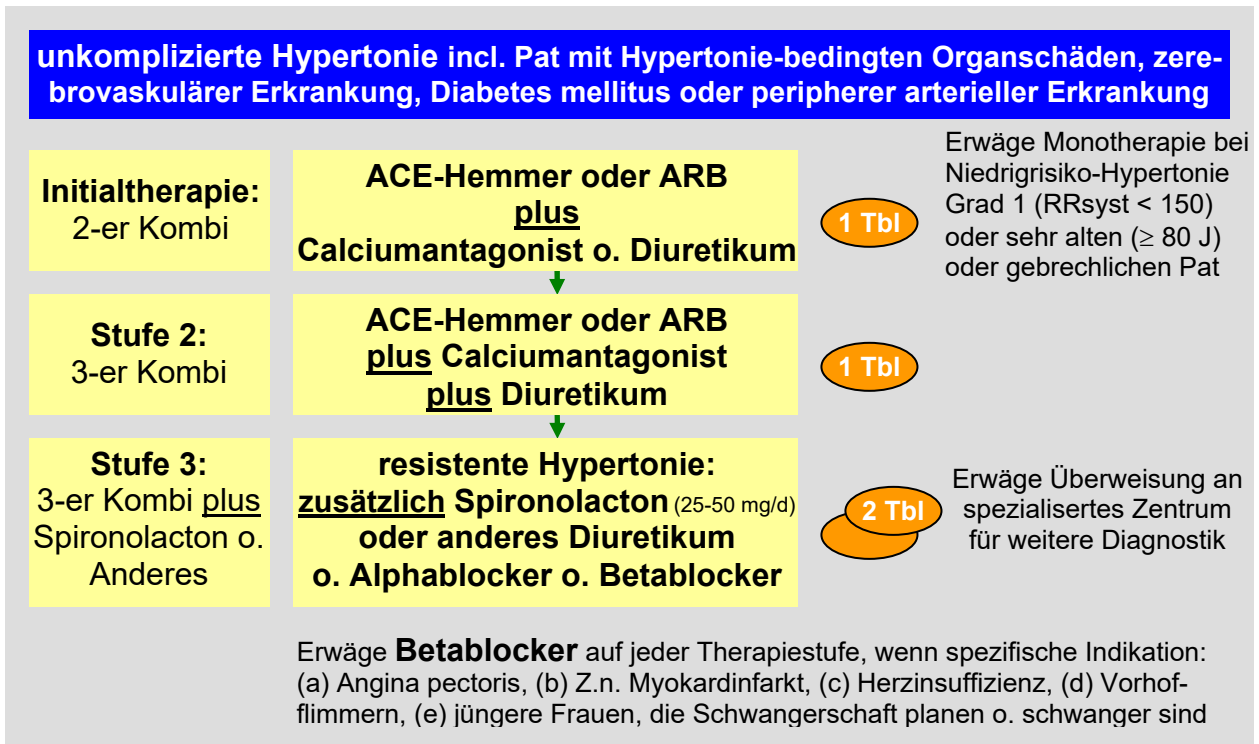 unkomplizierte Hypertonie incl. Pat mit Hypertonie-bedingten Organschäden, zere-
brovaskulärer Erkrankung, Diabetes mellitus oder peripherer arterieller Erkrankung
Initialtherapie:
2-er Kombi
ACE-Hemmer oder ARB
plus
Calciumantagonist o. Diuretikum
1 Tbl
Erwäge Monotherapie bei
Niedrigrisiko-Hypertonie
Grad 1 (RRsyst < 150)
oder sehr alten (≥ 80 J)
oder gebrechlichen Pat
Stufe 2:
3-er Kombi
ACE-Hemmer oder ARB
plus Calciumantagonist
plus Diuretikum
1 Tbl
Stufe 3:
3-er Kombi plus
Spironolacton o.
Anderes
resistente Hypertonie:
zusätzlich Spironolacton (25-50 mg/d)
oder anderes Diuretikum
o. Alphablocker o. Betablocker
2 Tbl
Erwäge Überweisung an
spezialisertes Zentrum
für weitere Diagnostik
Erwäge Betablocker auf jeder Therapiestufe, wenn spezifische Indikation:
(a) Angina pectoris, (b) Z.n. Myokardinfarkt, (c) Herzinsuffizienz, (d) Vorhof-
flimmern, (e) jüngere Frauen, die Schwangerschaft planen o. schwanger sind